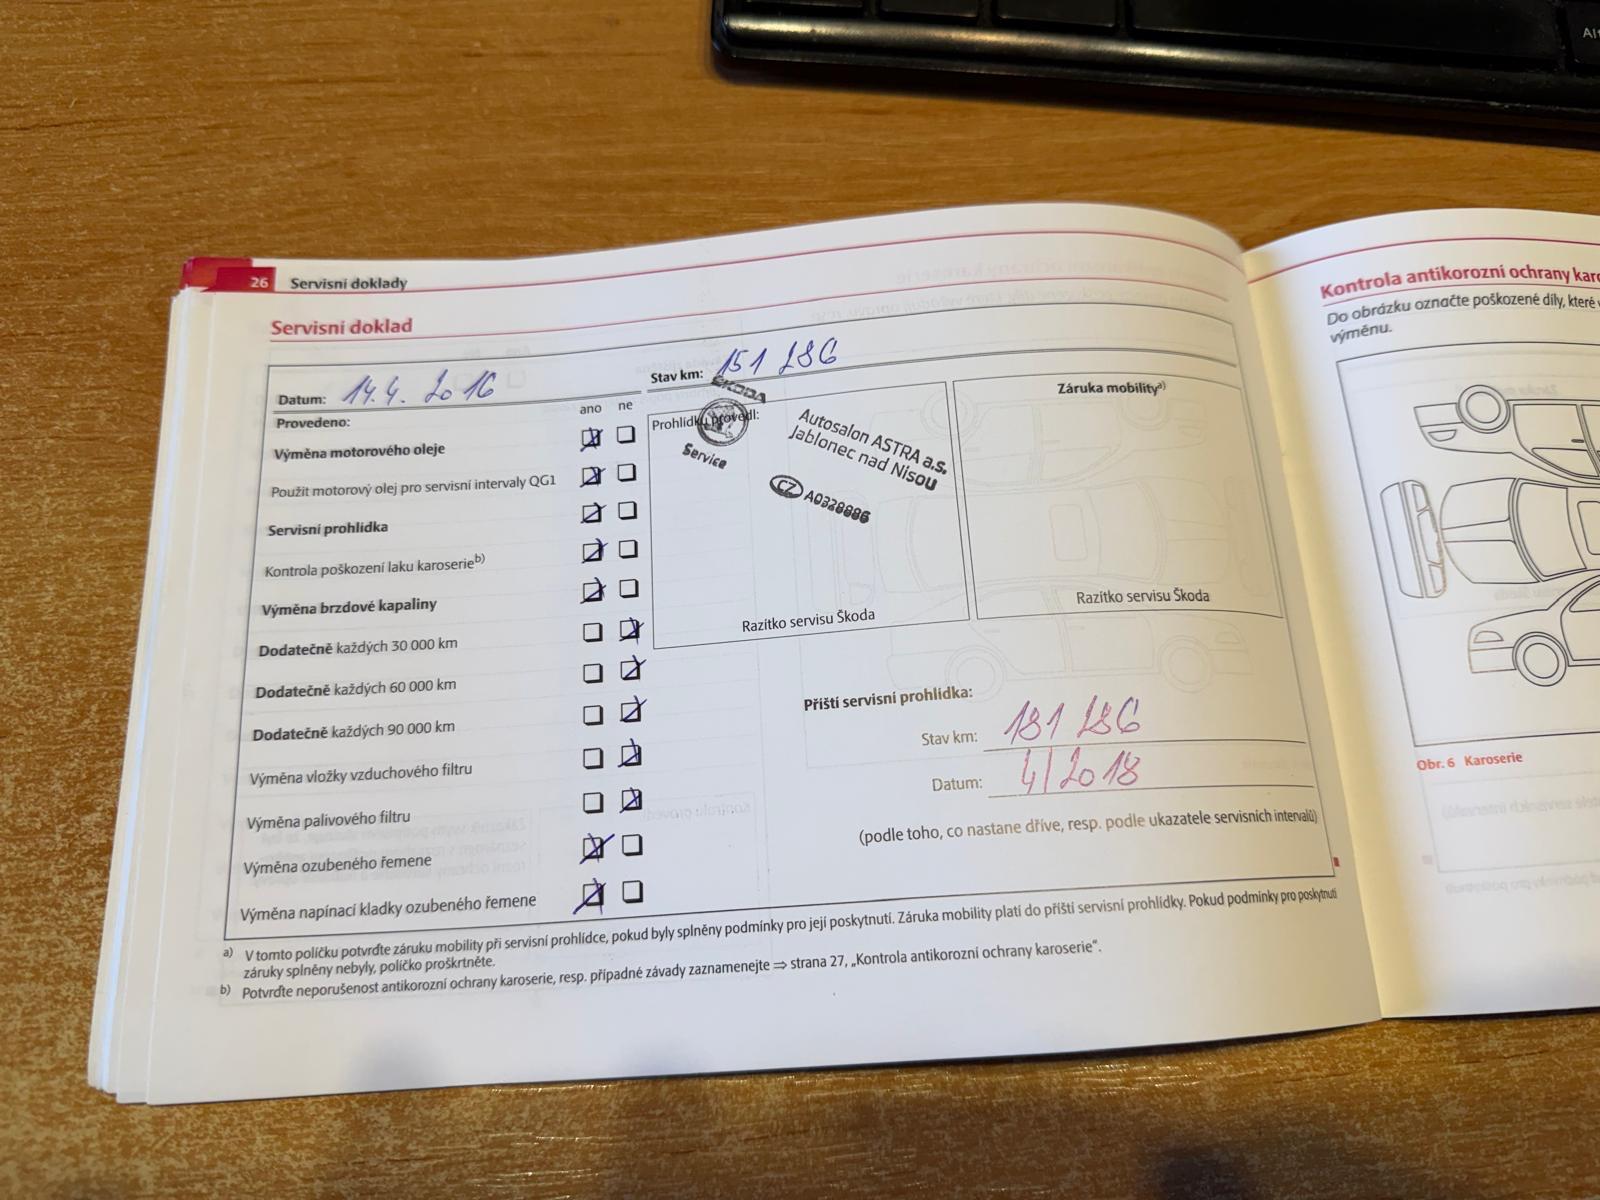 Alt
26 Servisní doklady
Servisní doklad
Datum: 14.4. 2016
Stav km: 151 286
Provedeno:
ano ne
Výměna motorového oleje
Použit motorový olej pro servisní intervaly QG1
Servisní prohlídka
Kontrola poškození laku karoserie b)
Výměna brzdové kapaliny
Dodatečně každých 30 000 km
Dodatečně každých 60 000 km
Dodatečně každých 90 000 km
Výměna vložky vzduchového filtru
Výměna palivového filtru
Výměna ozubeného řemene
Výměna napínací kladky ozubeného řemene
Prohlídku provedl:
ŠKODA
Service
Autosalon ASTRA a.s.
Jablonec nad Nisou
CZ A0328886
Razítko servisu Škoda
Záruka mobility a)
Razítko servisu Škoda
Příští servisní prohlídka:
Stav km: 181 286
Datum: 4/2018
(podle toho, co nastane dříve, resp. podle ukazatele servisních intervalů)
a) V tomto políčku potvrďte záruku mobility při servisní prohlídce, pokud byly splněny podmínky pro její poskytnutí. Záruka mobility platí do příští servisní prohlídky. Pokud podmínky pro poskytnutí
záruky splněny nebyly, políčko proškrtněte.
b) Potvrďte neporušenost antikorozní ochrany karoserie, resp. případné závady zaznamenejte ⇒ strana 27, „Kontrola antikorozní ochrany karoserie“.
Kontrola antikorozní ochrany karo
Do obrázku označte poškozené díly, které v
výměnu.
Obr. 6 Karoserie